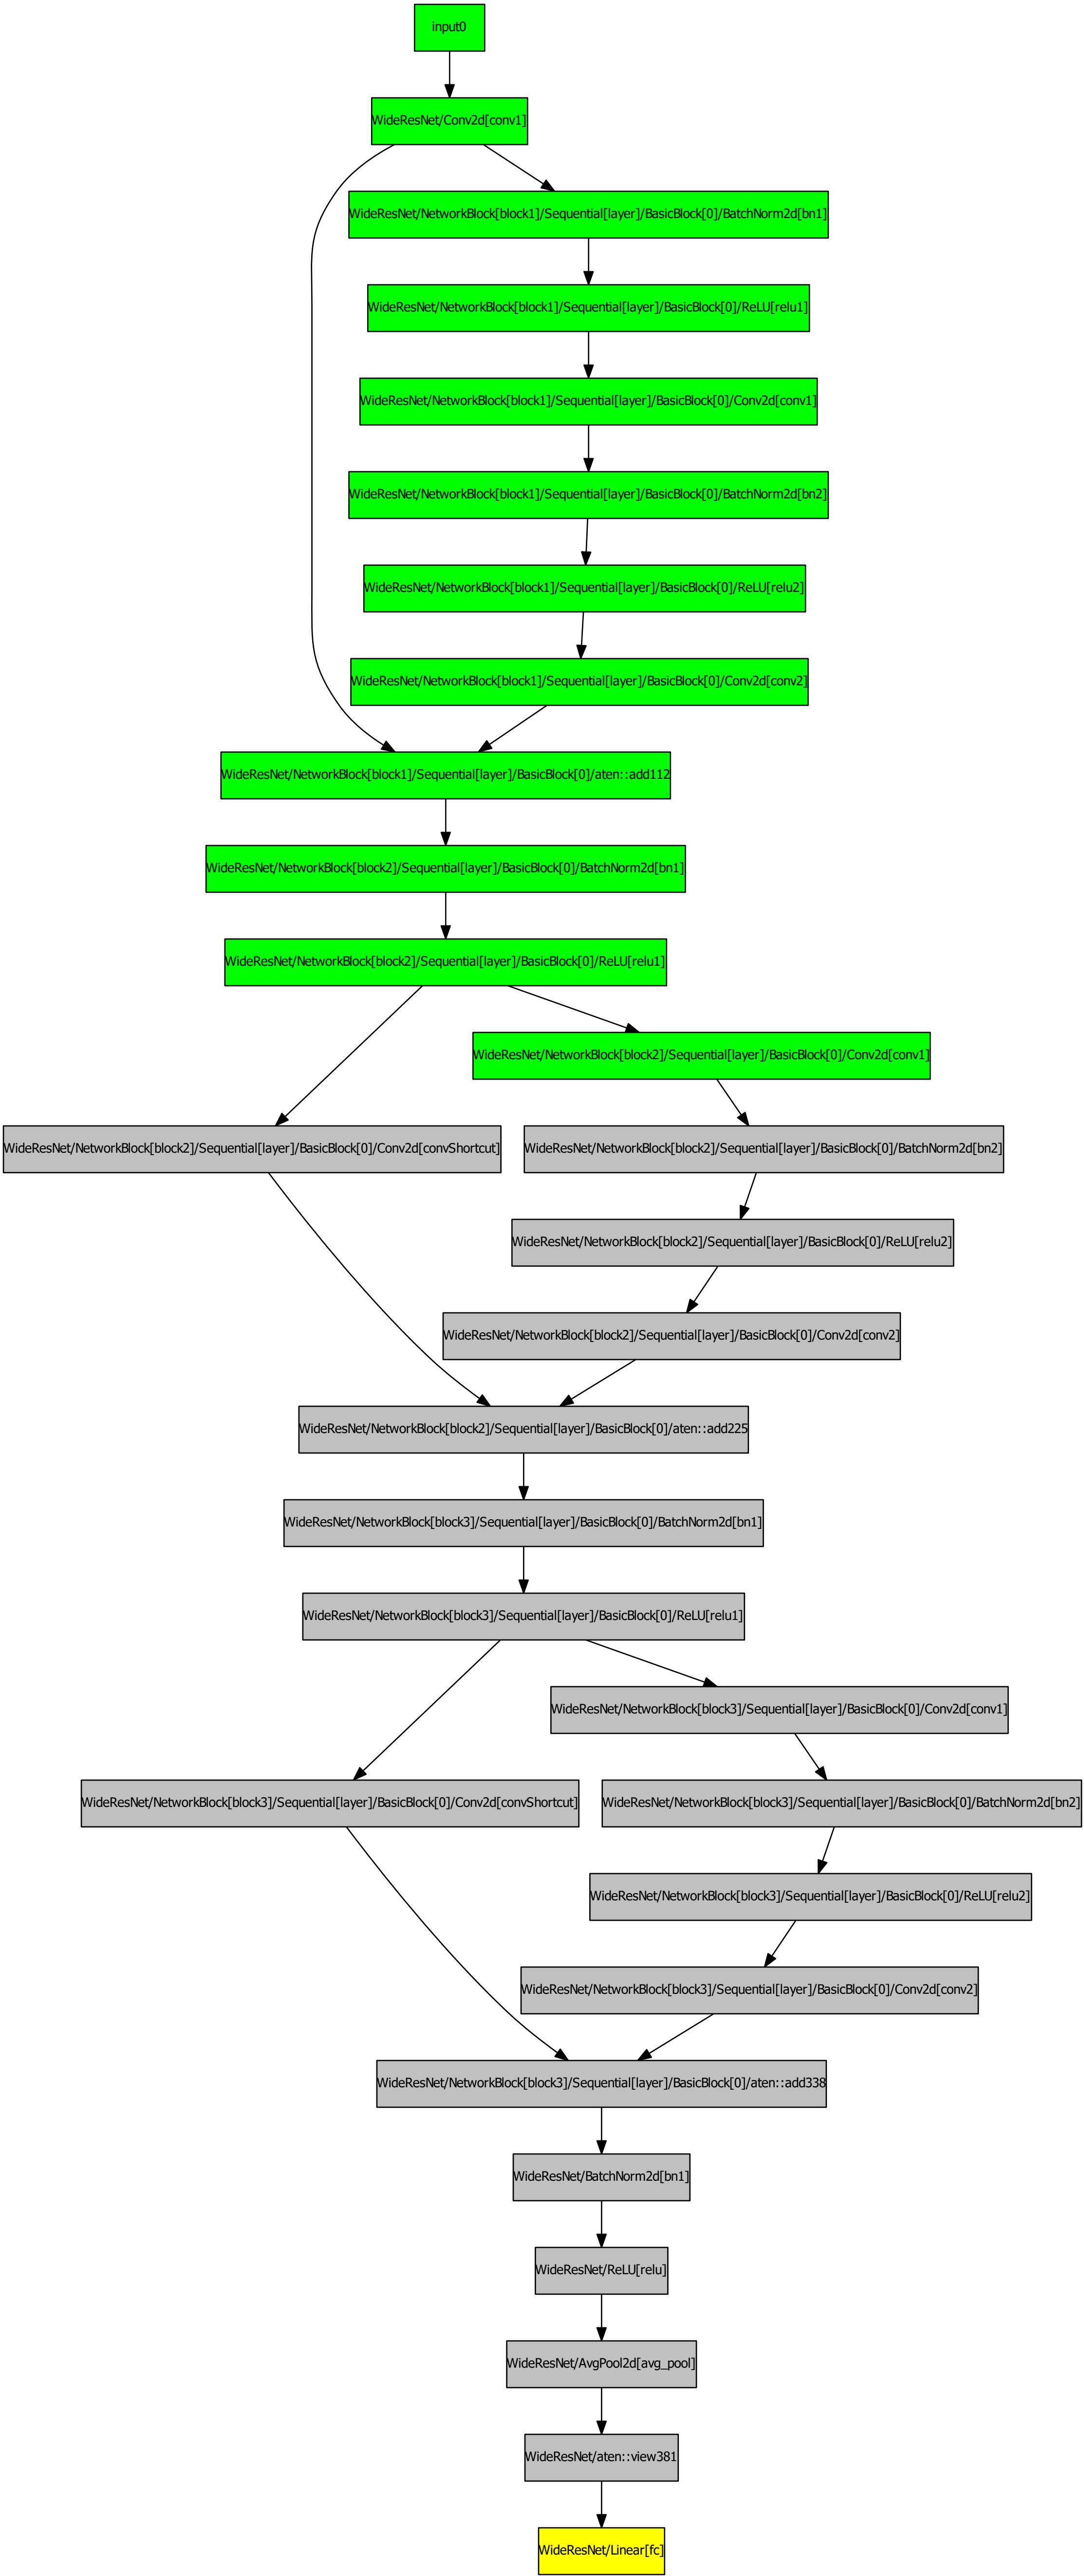 input0
WideResNet/Conv2d[conv1]
WideResNet/NetworkBlock[block1]/Sequential[layer]/BasicBlock[0]/BatchNorm2d[bn1]
WideResNet/NetworkBlock[block1]/Sequential[layer]/BasicBlock[0]/ReLU[relu1]
WideResNet/NetworkBlock[block1]/Sequential[layer]/BasicBlock[0]/Conv2d[conv1]
WideResNet/NetworkBlock[block1]/Sequential[layer]/BasicBlock[0]/BatchNorm2d[bn2]
WideResNet/NetworkBlock[block1]/Sequential[layer]/BasicBlock[0]/ReLU[relu2]
WideResNet/NetworkBlock[block1]/Sequential[layer]/BasicBlock[0]/Conv2d[conv2]
WideResNet/NetworkBlock[block1]/Sequential[layer]/BasicBlock[0]/aten::add112
WideResNet/NetworkBlock[block2]/Sequential[layer]/BasicBlock[0]/BatchNorm2d[bn1]
WideResNet/NetworkBlock[block2]/Sequential[layer]/BasicBlock[0]/ReLU[relu1]
WideResNet/NetworkBlock[block2]/Sequential[layer]/BasicBlock[0]/Conv2d[conv1]
WideResNet/NetworkBlock[block2]/Sequential[layer]/BasicBlock[0]/Conv2d[convShortcut]
WideResNet/NetworkBlock[block2]/Sequential[layer]/BasicBlock[0]/BatchNorm2d[bn2]
WideResNet/NetworkBlock[block2]/Sequential[layer]/BasicBlock[0]/ReLU[relu2]
WideResNet/NetworkBlock[block2]/Sequential[layer]/BasicBlock[0]/Conv2d[conv2]
WideResNet/NetworkBlock[block2]/Sequential[layer]/BasicBlock[0]/aten::add225
WideResNet/NetworkBlock[block3]/Sequential[layer]/BasicBlock[0]/BatchNorm2d[bn1]
WideResNet/NetworkBlock[block3]/Sequential[layer]/BasicBlock[0]/ReLU[relu1]
WideResNet/NetworkBlock[block3]/Sequential[layer]/BasicBlock[0]/Conv2d[conv1]
WideResNet/NetworkBlock[block3]/Sequential[layer]/BasicBlock[0]/Conv2d[convShortcut]
WideResNet/NetworkBlock[block3]/Sequential[layer]/BasicBlock[0]/BatchNorm2d[bn2]
WideResNet/NetworkBlock[block3]/Sequential[layer]/BasicBlock[0]/ReLU[relu2]
WideResNet/NetworkBlock[block3]/Sequential[layer]/BasicBlock[0]/Conv2d[conv2]
WideResNet/NetworkBlock[block3]/Sequential[layer]/BasicBlock[0]/aten::add338
WideResNet/BatchNorm2d[bn1]
WideResNet/ReLU[relu]
WideResNet/AvgPool2d[avg_pool]
WideResNet/aten::view381
WideResNet/Linear[fc]